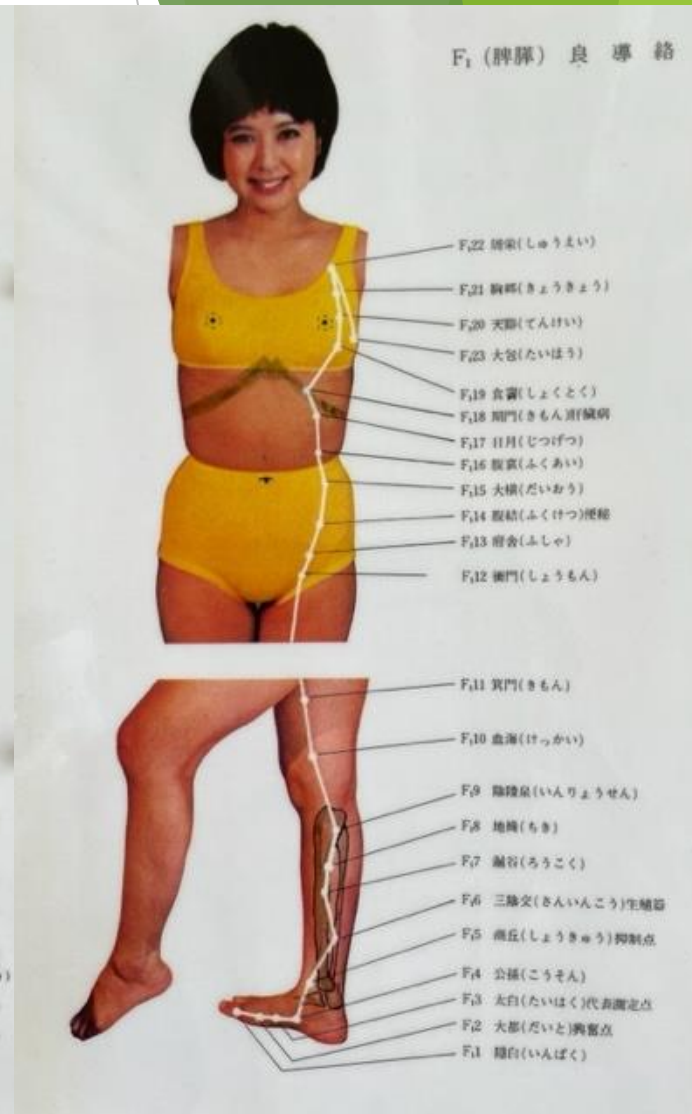 F₁ (脾膵) 良 導 絡
F₁22 周栄(しゅうえい)
F₁21 胸郷(きょうきょう)
F₁20 天谿(てんけい)
F₁23 大包(たいほう)
F₁19 食竇(しょくとく)
F₁18 期門(きもん)肝臓病
F₁17 日月(じつげつ)
F₁16 腹哀(ふくあい)
F₁15 大横(だいおう)
F₁14 腹結(ふくけつ)便秘
F₁13 府舎(ふしゃ)
F₁12 衝門(しょうもん)
F₁11 箕門(きもん)
F₁10 血海(けっかい)
F₁9 陰陵泉(いんりょうせん)
F₁8 地機(ちき)
F₁7 漏谷(ろうこく)
F₁6 三陰交(さんいんこう)生殖器
F₁5 商丘(しょうきゅう)抑制点
F₁4 公孫(こうそん)
F₁3 太白(たいはく)代表測定点
F₁2 大都(だいと)興奮点
F₁1 隠白(いんぱく)